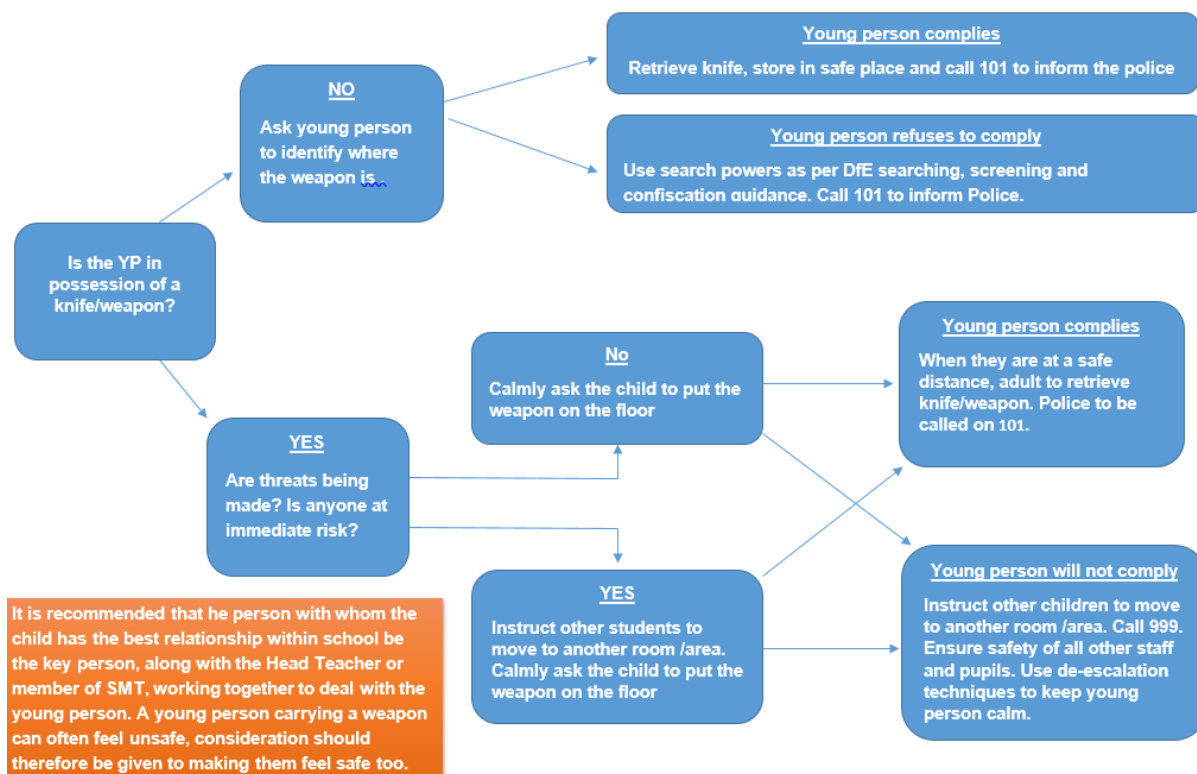 Young person complies
Retrieve knife, store in safe place and call 101 to inform the police
NO
Ask young person
to identify where
the weapon is .
Young person refuses to comply
Use search powers as per DfE searching, screening and
confiscation guidance. Call 101 to inform Police.
Is the YP in
possession of a
knife/weapon?
No
Calmly ask the child to put the
weapon on the floor
Young person complies
When they are at a safe
distance, adult to retrieve
knife/weapon. Police to be
called on 101.
YES
Are threats being
made? Is anyone at
immediate risk?
YES
Instruct other students to
move to another room /area.
Calmly ask the child to put the
weapon on the floor
Young person will not comply
Instruct other children to move
to another room /area. Call 999.
Ensure safety of all other staff
and pupils. Use de-escalation
techniques to keep young
person calm.
It is recommended that he person with whom the
child has the best relationship within school be
the key person, along with the Head Teacher or
member of SMT, working together to deal with the
young person. A young person carrying a weapon
can often feel unsafe, consideration should
therefore be given to making them feel safe too.